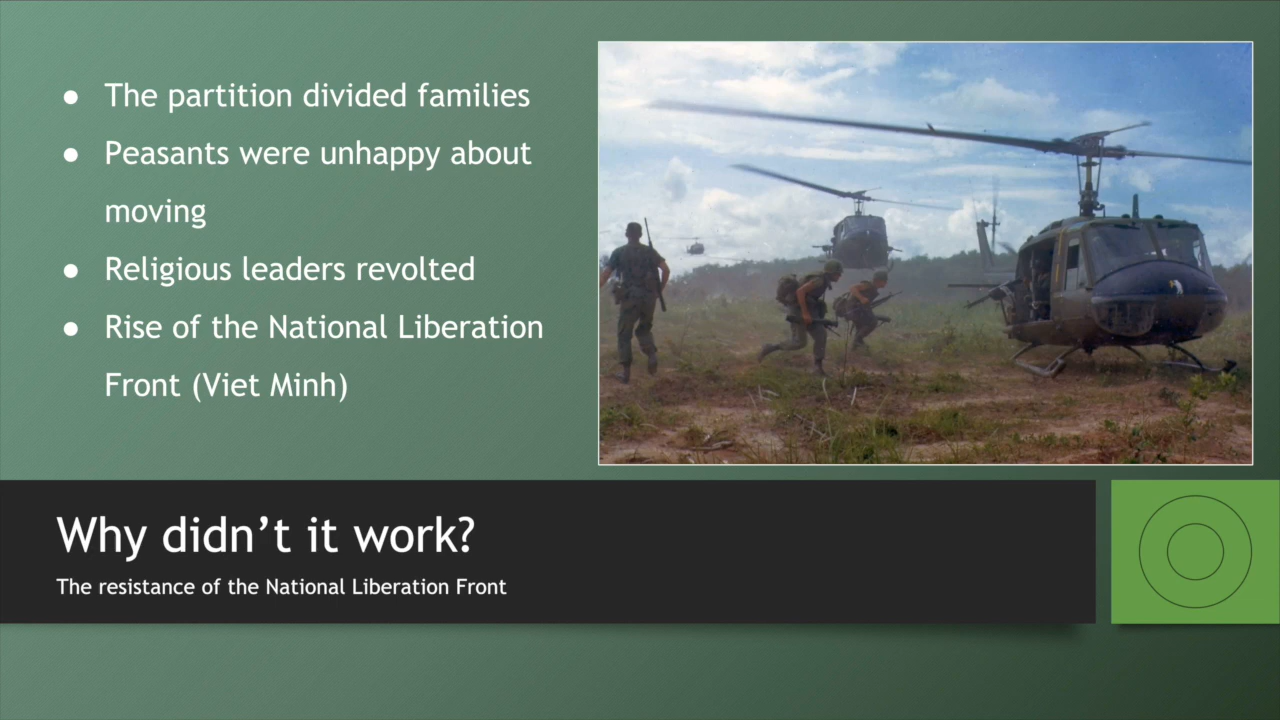 ● The partition divided families
● Peasants were unhappy about
moving
● Religious leaders revolted
● Rise of the National Liberation
Front (Viet Minh)
Why didn’t it work?
The resistance of the National Liberation Front